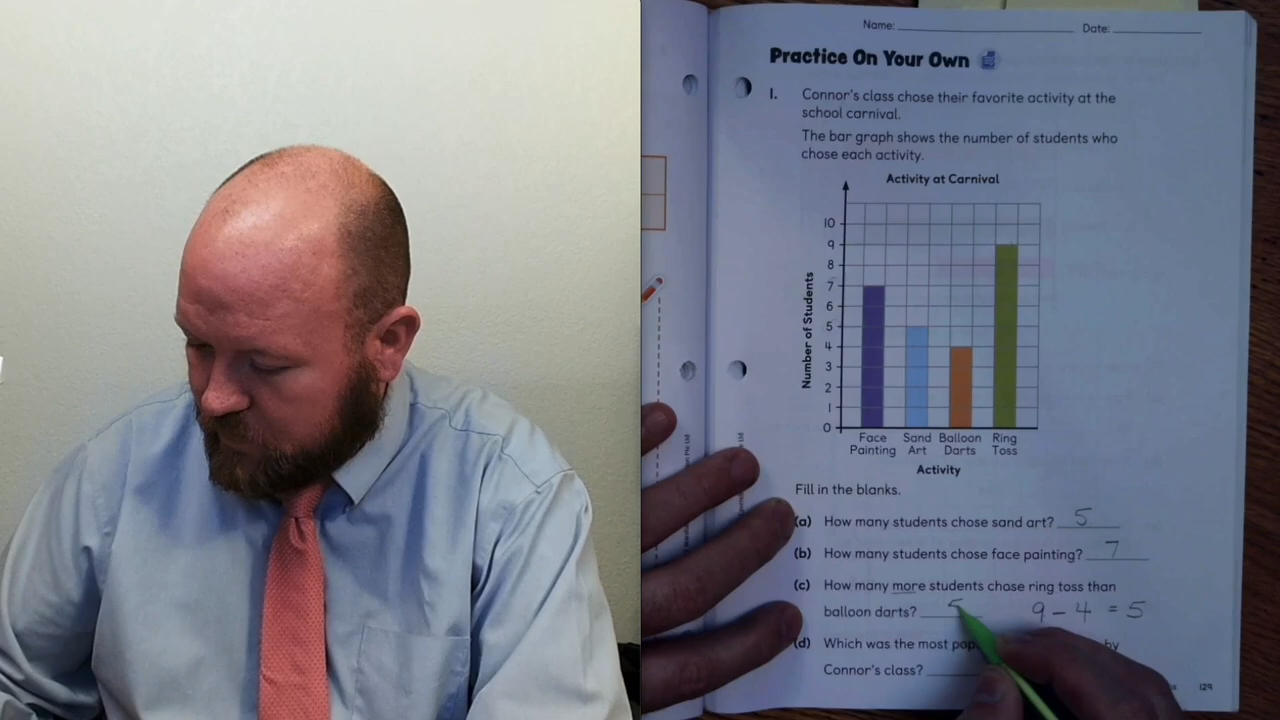 Name: Date:
Practice On Your Own
1. Connor's class chose their favorite activity at the
school carnival.
The bar graph shows the number of students who
chose each activity.
Activity at Carnival
Number of Students
10
9
8
7
6
5
4
3
2
1
0
Face Painting
Sand Art
Balloon Darts
Ring Toss
Activity
Fill in the blanks.
(a) How many students chose sand art? 5
(b) How many students chose face painting? 7
(c) How many more students chose ring toss than
balloon darts? 5 9 - 4 = 5
(d) Which was the most by
Connor's class?
129